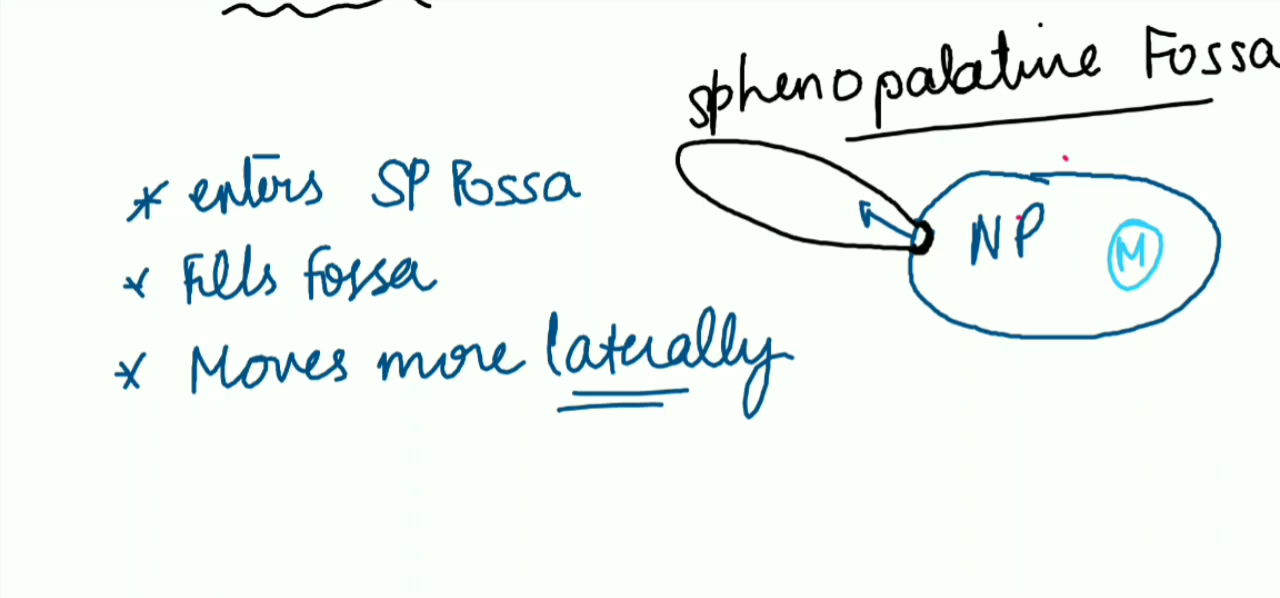 sphenopalatine Fossa
* enters SP Fossa
NP
M
* Fills fossa
* Moves more laterally